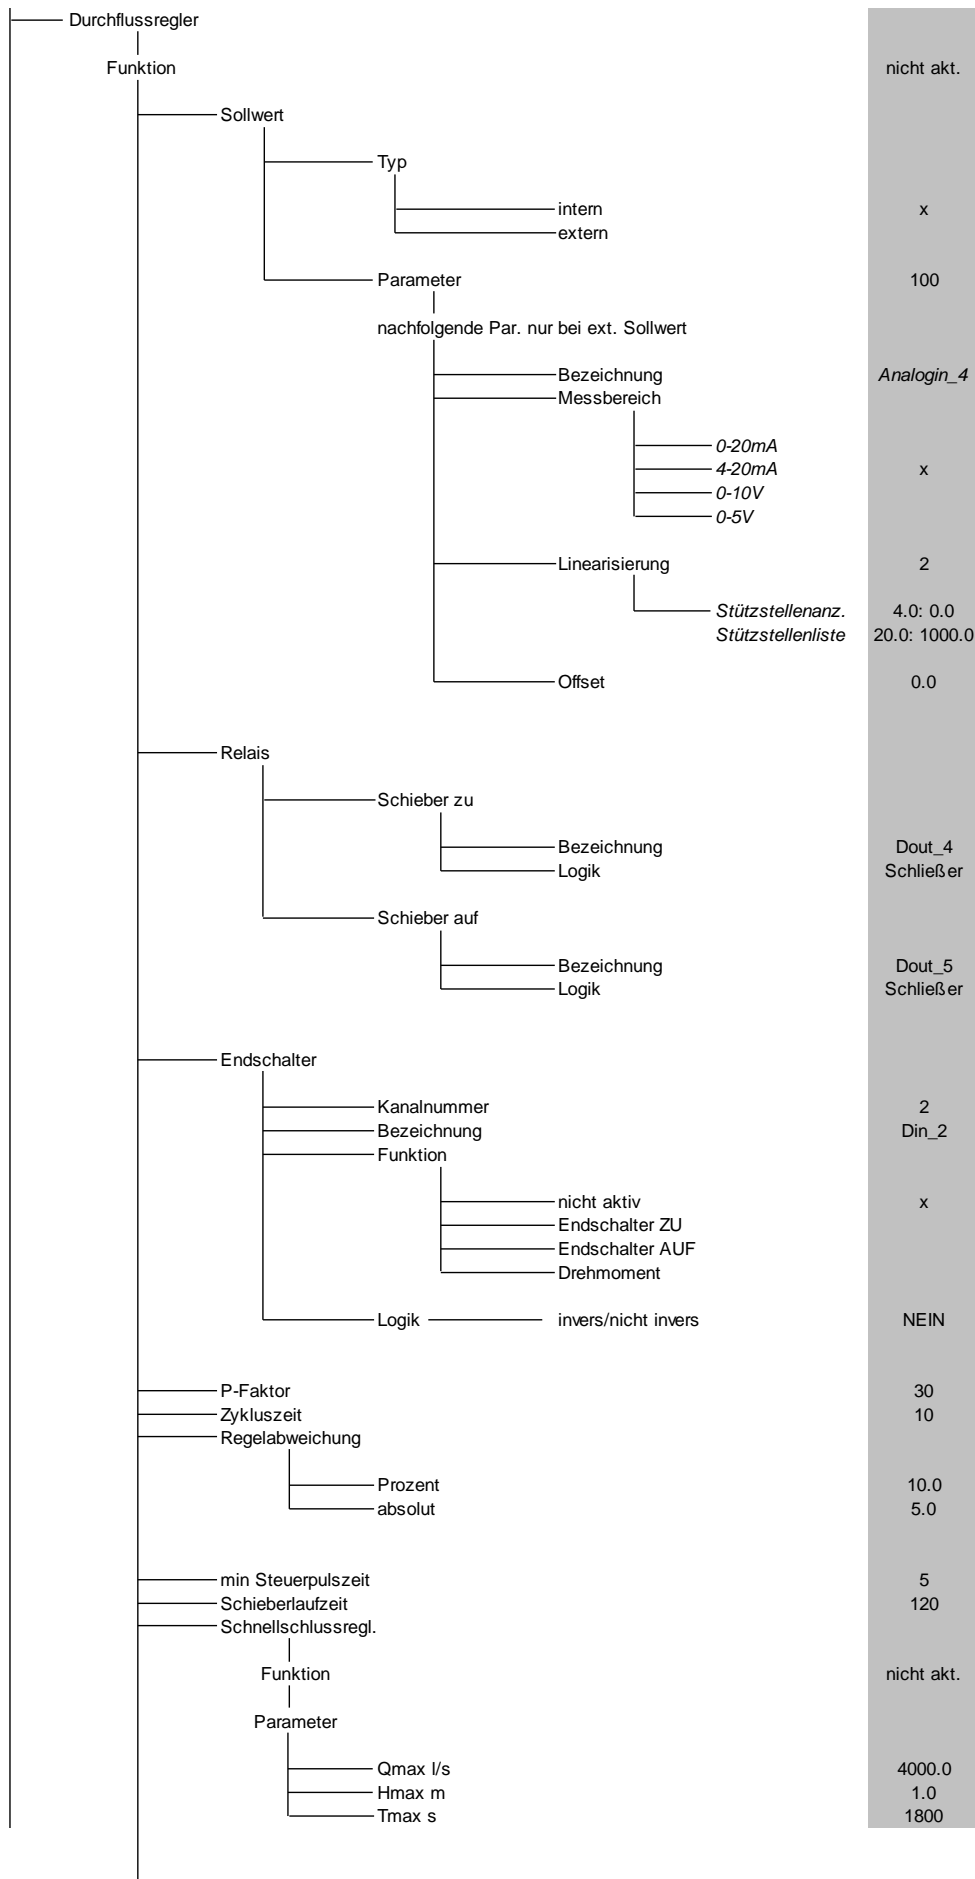 Durchflussregler
Funktion nicht akt.
Sollwert
Typ
intern x
extern
Parameter 100
nachfolgende Par. nur bei ext. Sollwert
Bezeichnung Analogin_4
Messbereich
0-20mA
4-20mA x
0-10V
0-5V
Linearisierung 2
Stützstellenanz. 4.0: 0.0
Stützstellenliste 20.0: 1000.0
Offset 0.0
Relais
Schieber zu
Bezeichnung Dout_4
Logik Schließer
Schieber auf
Bezeichnung Dout_5
Logik Schließer
Endschalter
Kanalnummer 2
Bezeichnung Din_2
Funktion
nicht aktiv x
Endschalter ZU
Endschalter AUF
Drehmoment
Logik invers/nicht invers NEIN
P-Faktor 30
Zykluszeit 10
Regelabweichung
Prozent 10.0
absolut 5.0
min Steuerpulszeit 5
Schieberlaufzeit 120
Schnellschlussregl.
Funktion nicht akt.
Parameter
Qmax l/s 4000.0
Hmax m 1.0
Tmax s 1800